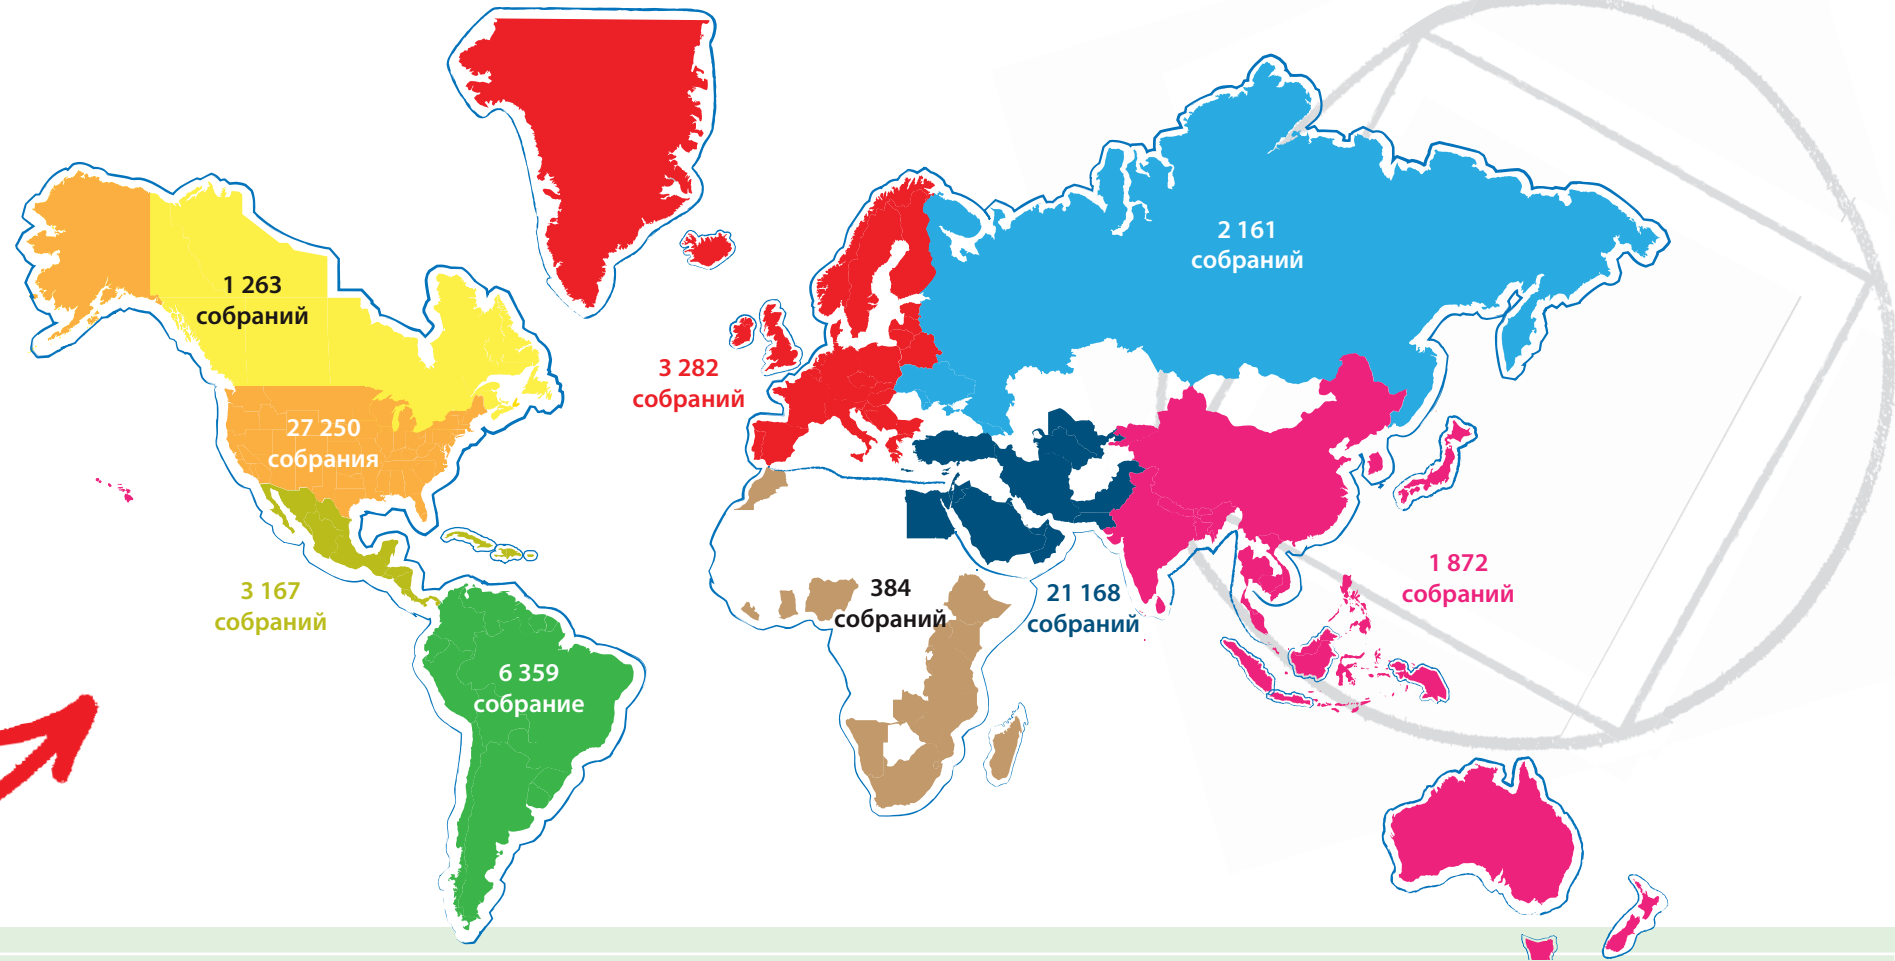 2 161
собраний
1 263
собраний
3 282
собраний
27 250
собрания
1 872
собраний
3 167
собраний
384
собраний
21 168
собраний
6 359
собрание